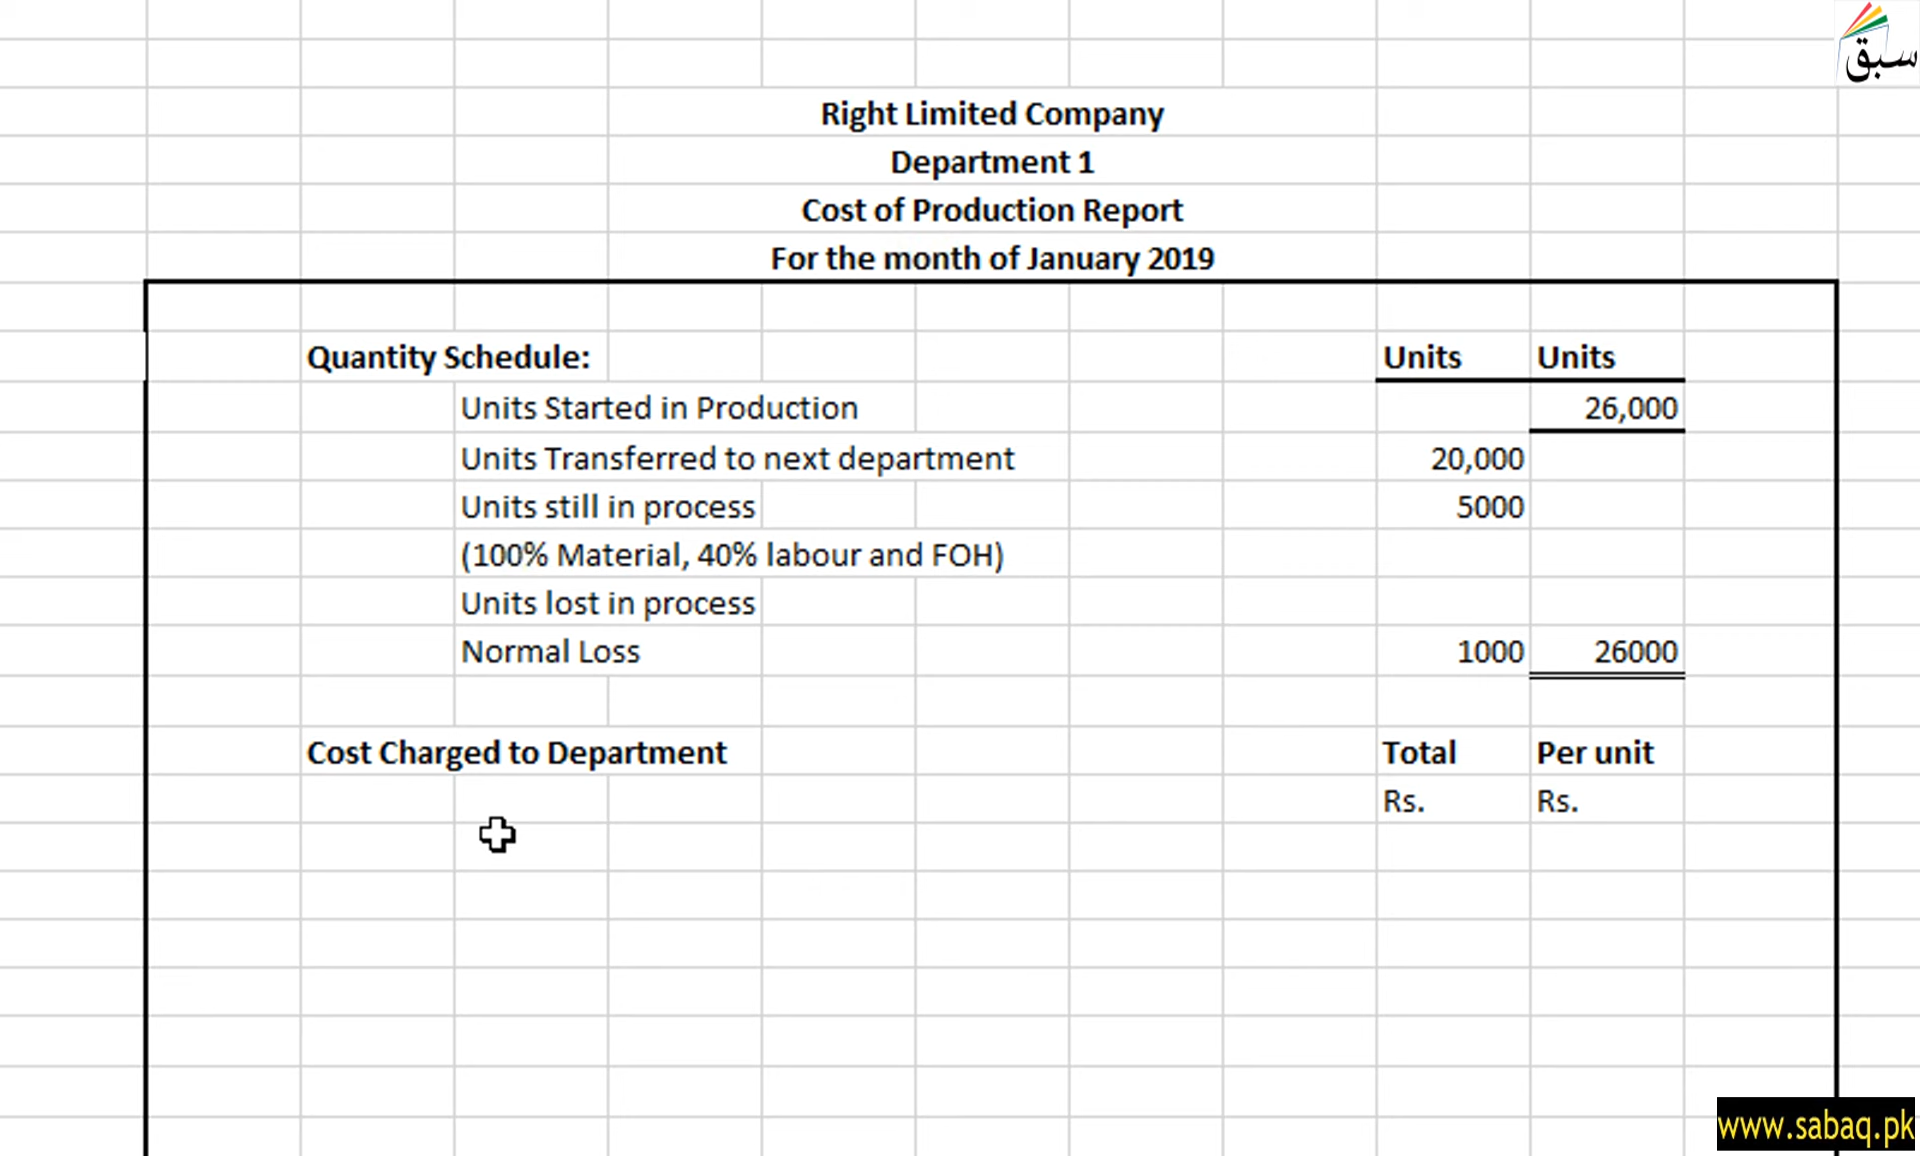 سبق
Right Limited Company
Department 1
Cost of Production Report
For the month of January 2019
Quantity Schedule: Units Units
Units Started in Production 26,000
Units Transferred to next department 20,000
Units still in process 5000
(100% Material, 40% labour and FOH)
Units lost in process
Normal Loss 1000 26000
Cost Charged to Department Total Per unit
Rs. Rs.
www.sabaq.pk